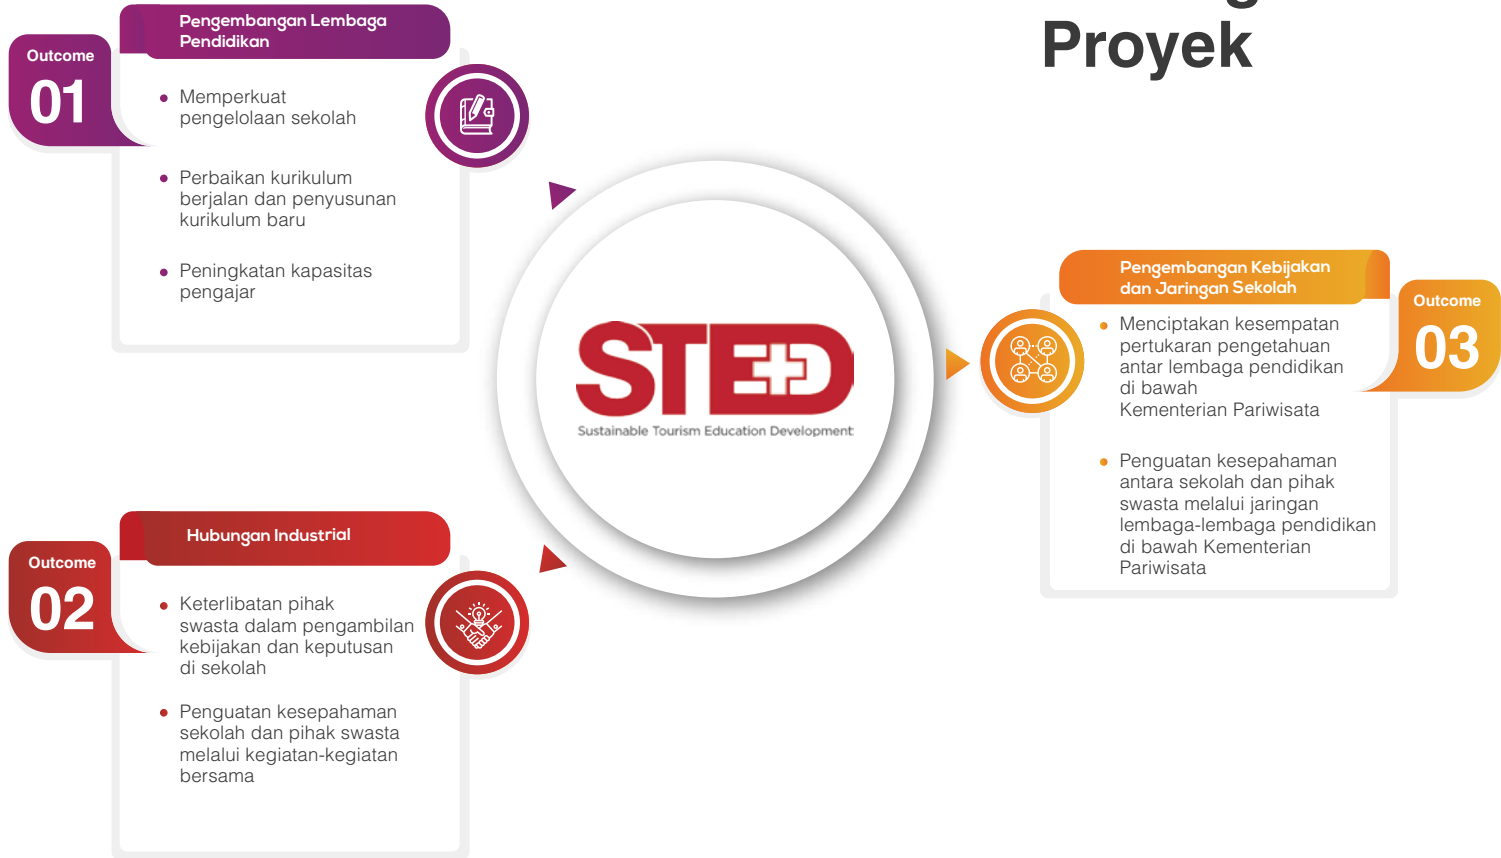 Proyek
Outcome
01
Pengembangan Lembaga
Pendidikan
Memperkuat
pengelolaan sekolah
Perbaikan kurikulum
berjalan dan penyusunan
kurikulum baru
Peningkatan kapasitas
pengajar
STED
Sustainable Tourism Education Development
Outcome
02
Hubungan Industrial
Keterlibatan pihak
swasta dalam pengambilan
kebijakan dan keputusan
di sekolah
Penguatan kesepahaman
sekolah dan pihak swasta
melalui kegiatan-kegiatan
bersama
Pengembangan Kebijakan
dan Jaringan Sekolah
Outcome
03
Menciptakan kesempatan
pertukaran pengetahuan
antar lembaga pendidikan
di bawah
Kementerian Pariwisata
Penguatan kesepahaman
antara sekolah dan pihak
swasta melalui jaringan
lembaga-lembaga pendidikan
di bawah Kementerian
Pariwisata